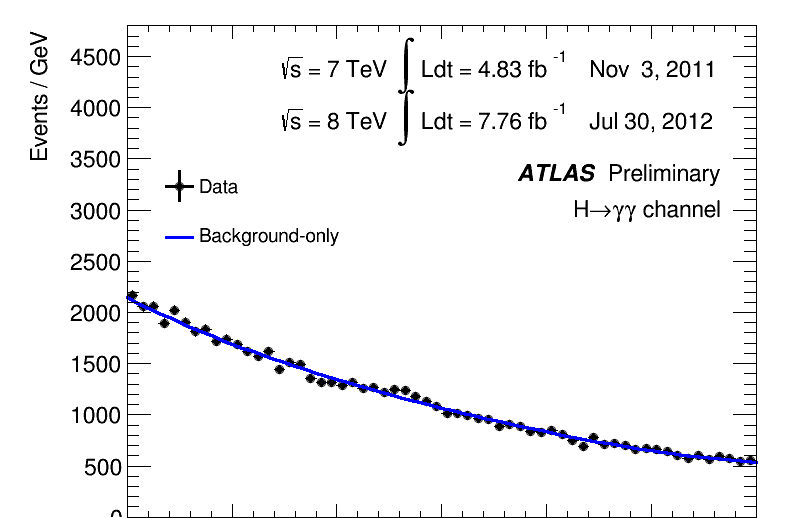 Events / GeV
4500
4000
3500
3000
2500
2000
1500
1000
500
0
√s = 7 TeV ∫ Ldt = 4.83 fb⁻¹ Nov 3, 2011
√s = 8 TeV ∫ Ldt = 7.76 fb⁻¹ Jul 30, 2012
ATLAS Preliminary
H→γγ channel
Data
Background-only